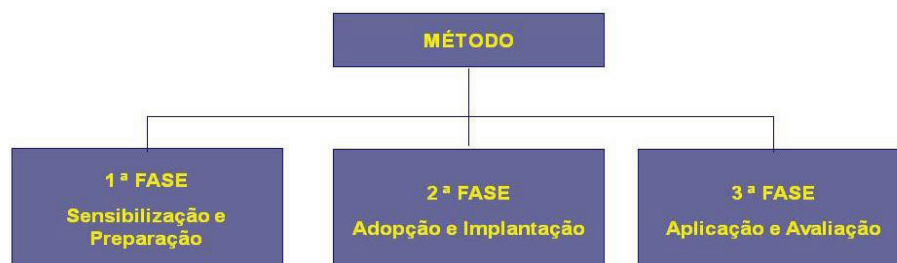 MÉTODO
1 ª FASE
Sensibilização e
Preparação
2 ª FASE
Adopção e Implantação
3 ª FASE
Aplicação e Avaliação